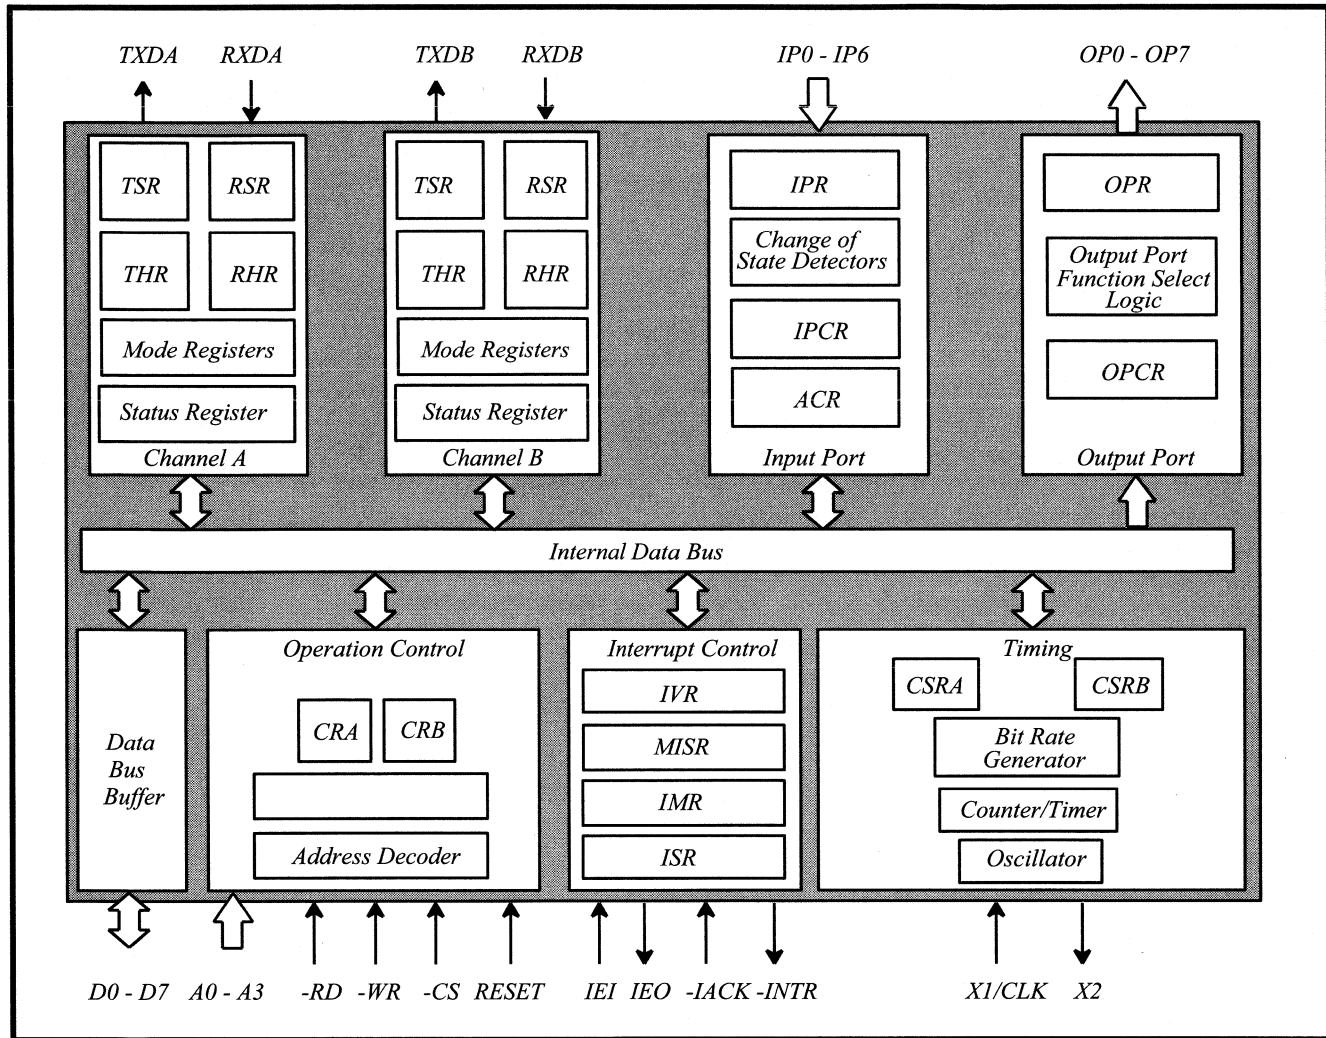 TXDA RXDA TXDB RXDB IP0 - IP6 OP0 - OP7
TSR RSR
THR RHR
Mode Registers
Status Register
Channel A
TSR RSR
THR RHR
Mode Registers
Status Register
Channel B
IPR
Change of
State Detectors
IPCR
ACR
Input Port
OPR
Output Port
Function Select
Logic
OPCR
Output Port
Internal Data Bus
Data
Bus
Buffer
Operation Control
CRA CRB
Address Decoder
Interrupt Control
IVR
MISR
IMR
ISR
Timing
CSRA CSRB
Bit Rate
Generator
Counter/Timer
Oscillator
D0 - D7 A0 - A3 -RD -WR -CS RESET IEI IEO -IACK -INTR X1/CLK X2